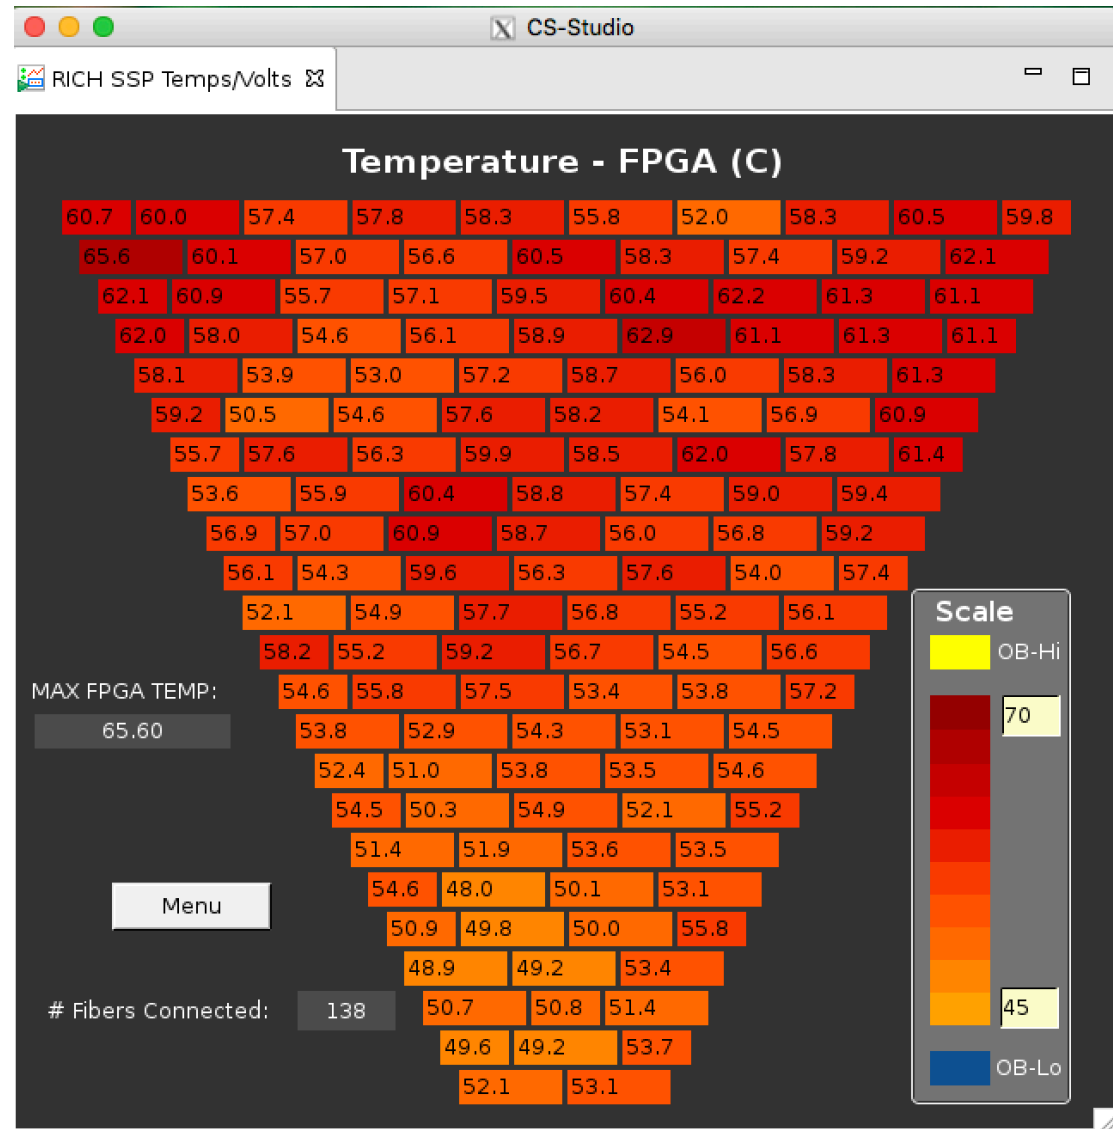 CS-Studio
RICH SSP Temps/Volts
Temperature - FPGA (C)
60.7 60.0 57.4 57.8 58.3 55.8 52.0 58.3 60.5 59.8
65.6 60.1 57.0 56.6 60.5 58.3 57.4 59.2 62.1
62.1 60.9 55.7 57.1 59.5 60.4 62.2 61.3 61.1
62.0 58.0 54.6 56.1 58.9 62.9 61.1 61.3 61.1
58.1 53.9 53.0 57.2 58.7 56.0 58.3 61.3
59.2 50.5 54.6 57.6 58.2 54.1 56.9 60.9
55.7 57.6 56.3 59.9 58.5 62.0 57.8 61.4
53.6 55.9 60.4 58.8 57.4 59.0 59.4
56.9 57.0 60.9 58.7 56.0 56.8 59.2
56.1 54.3 59.6 56.3 57.6 54.0 57.4
52.1 54.9 57.7 56.8 55.2 56.1
58.2 55.2 59.2 56.7 54.5 56.6
54.6 55.8 57.5 53.4 53.8 57.2
53.8 52.9 54.3 53.1 54.5
52.4 51.0 53.8 53.5 54.6
54.5 50.3 54.9 52.1 55.2
51.4 51.9 53.6 53.5
54.6 48.0 50.1 53.1
50.9 49.8 50.0 55.8
48.9 49.2 53.4
50.7 50.8 51.4
49.6 49.2 53.7
52.1 53.1
MAX FPGA TEMP:
65.60
Menu
# Fibers Connected: 138
Scale
OB-Hi
70
45
OB-Lo